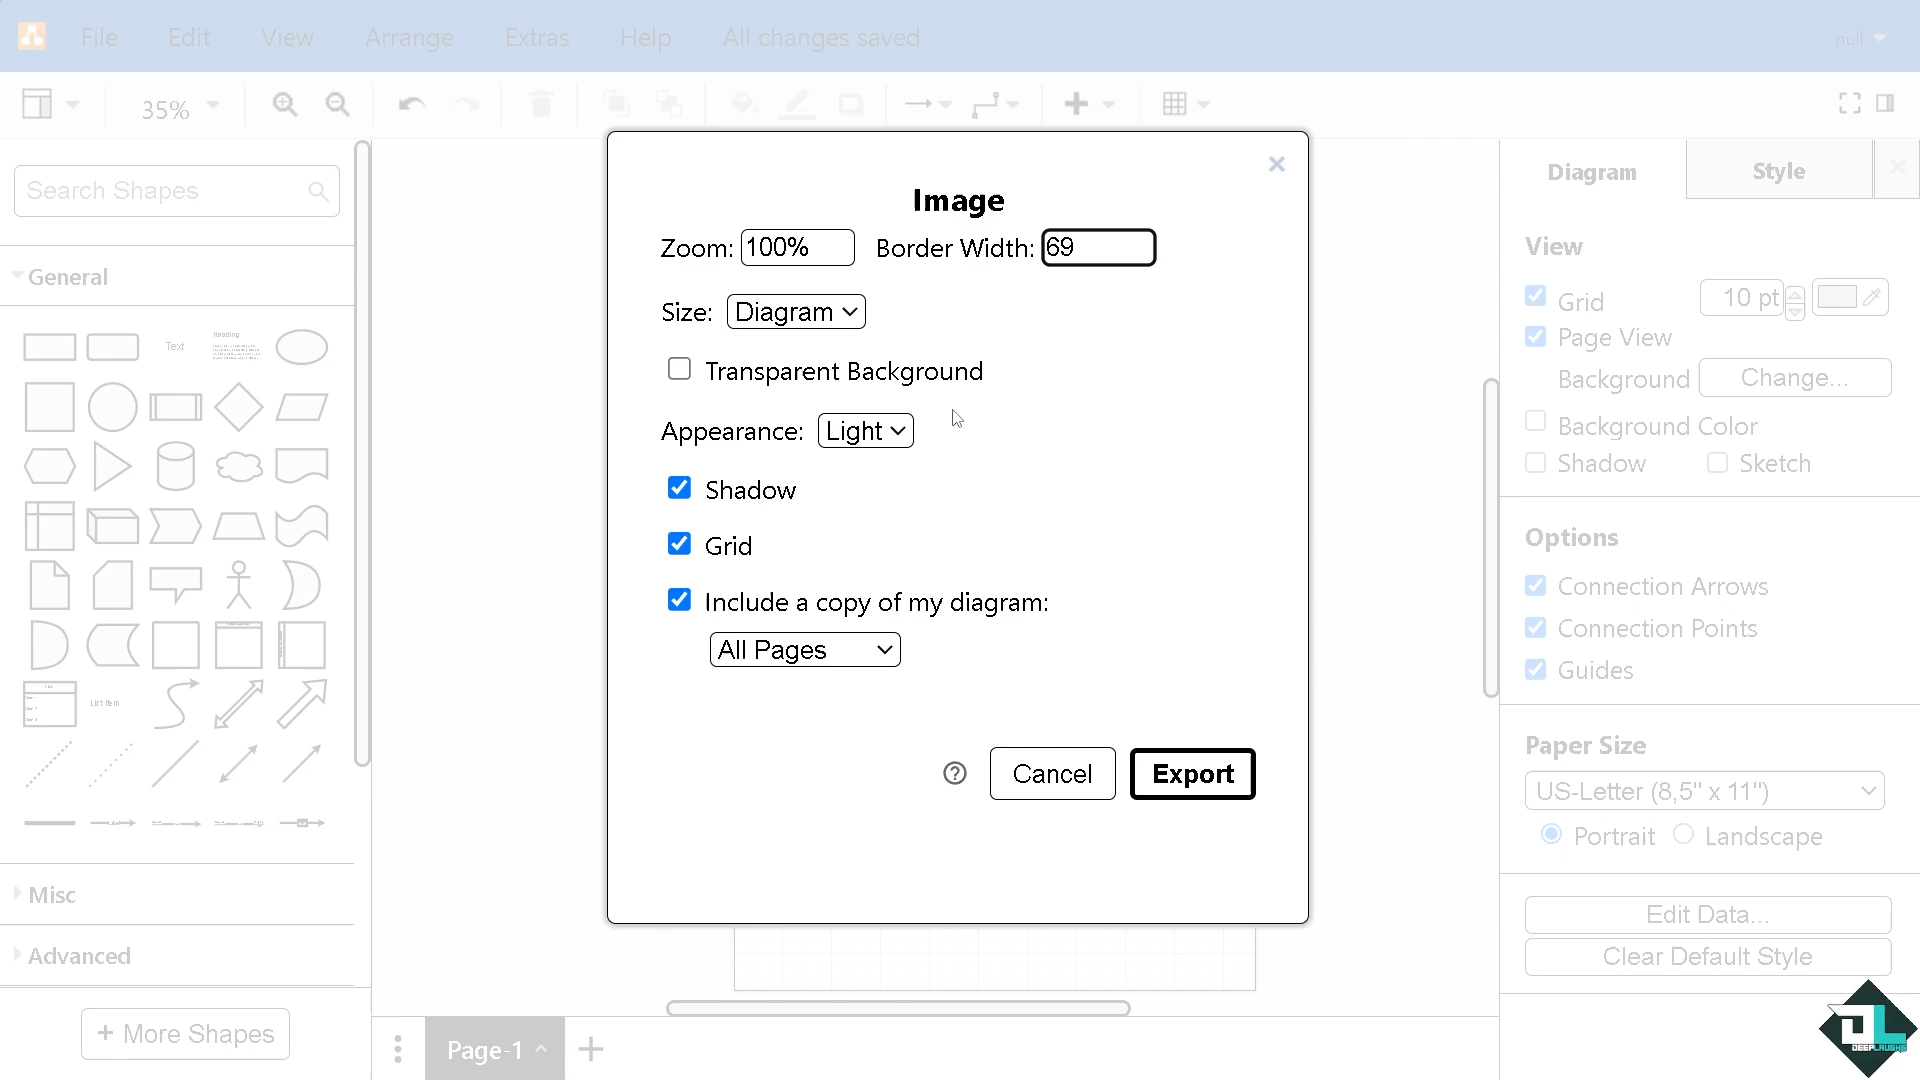 File Edit View Arrange Extras Help All changes saved null
35%
Search Shapes
General
Text
Heading
List Item
Misc
Advanced
+ More Shapes
Image
Zoom: 100% Border Width: 69
Size: Diagram
Transparent Background
Appearance: Light
Shadow
Grid
Include a copy of my diagram:
All Pages
? Cancel Export
Page-1
Diagram Style
View
Grid 10 pt
Page View
Background Change...
Background Color
Shadow Sketch
Options
Connection Arrows
Connection Points
Guides
Paper Size
US-Letter (8,5" x 11")
Portrait Landscape
Edit Data...
Clear Default Style
DEEPLAUGHS